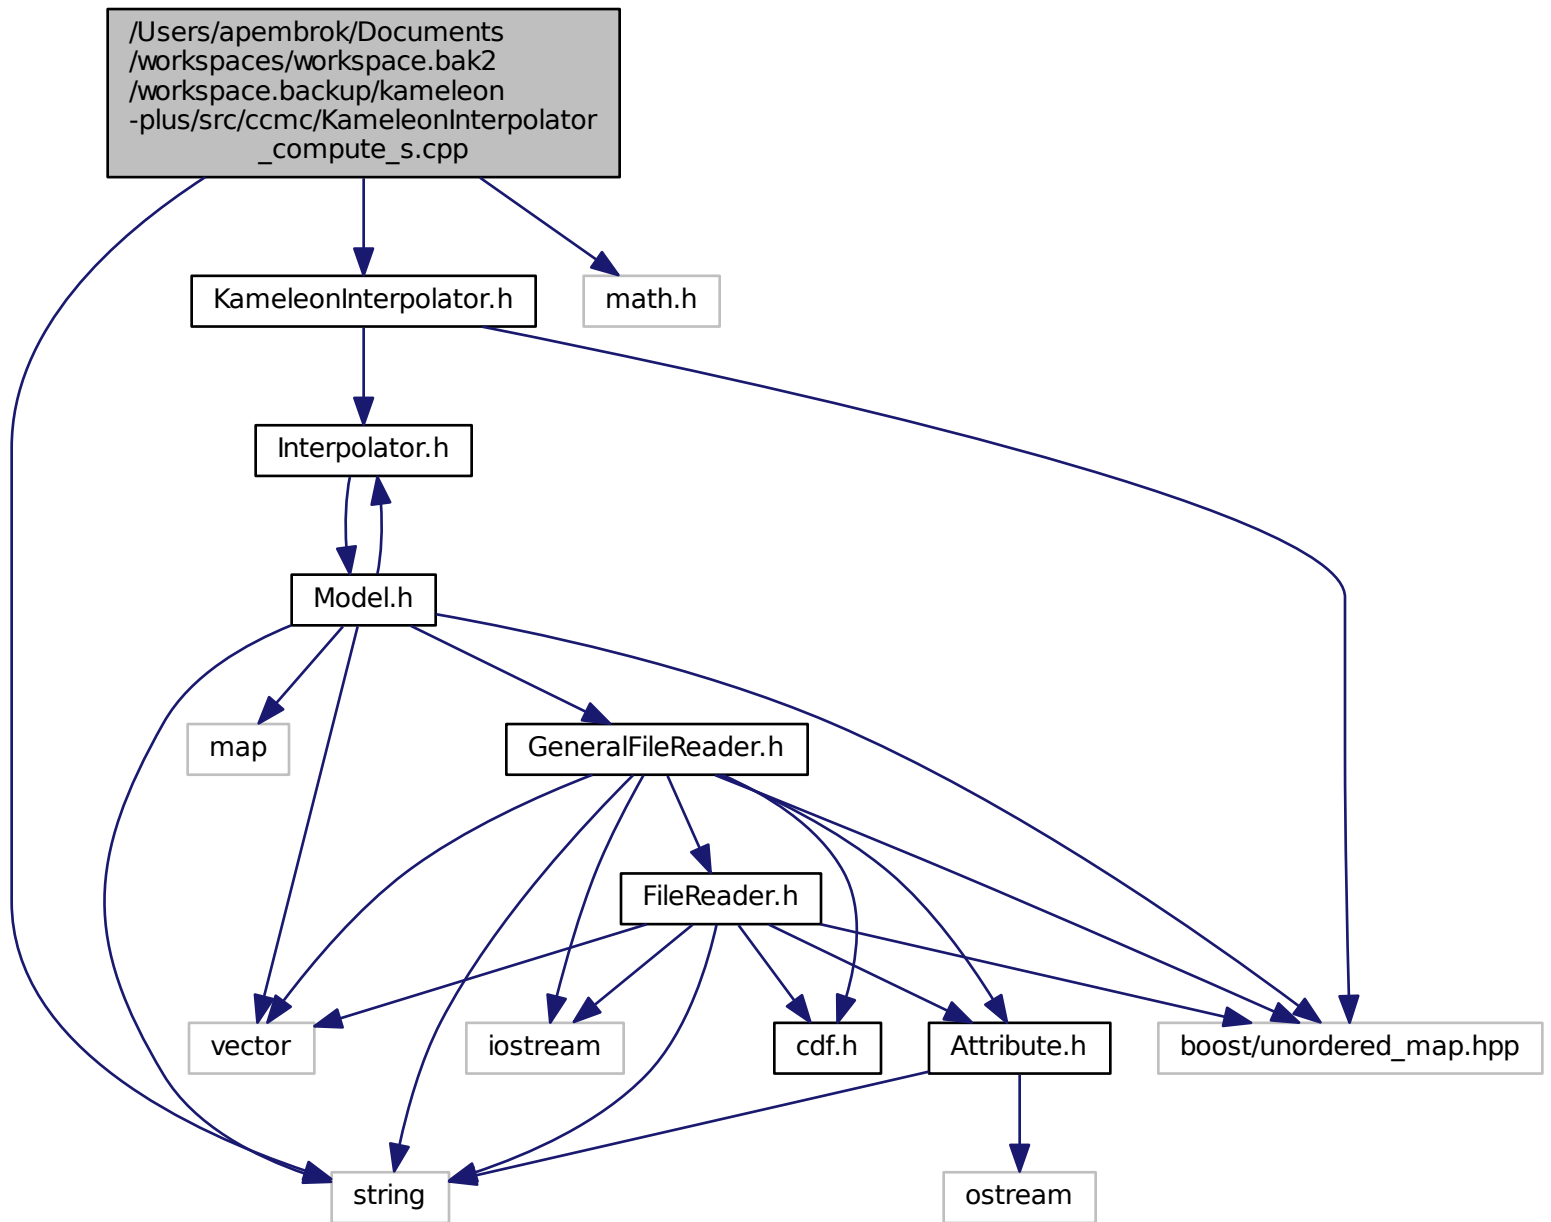 /Users/apembrok/Documents
/workspaces/workspace.bak2
/workspace.backup/kameleon
-plus/src/ccmc/KameleonInterpolator
_compute_s.cpp
KameleonInterpolator.h
math.h
Interpolator.h
Model.h
map
GeneralFileReader.h
FileReader.h
vector
iostream
cdf.h
Attribute.h
boost/unordered_map.hpp
string
ostream